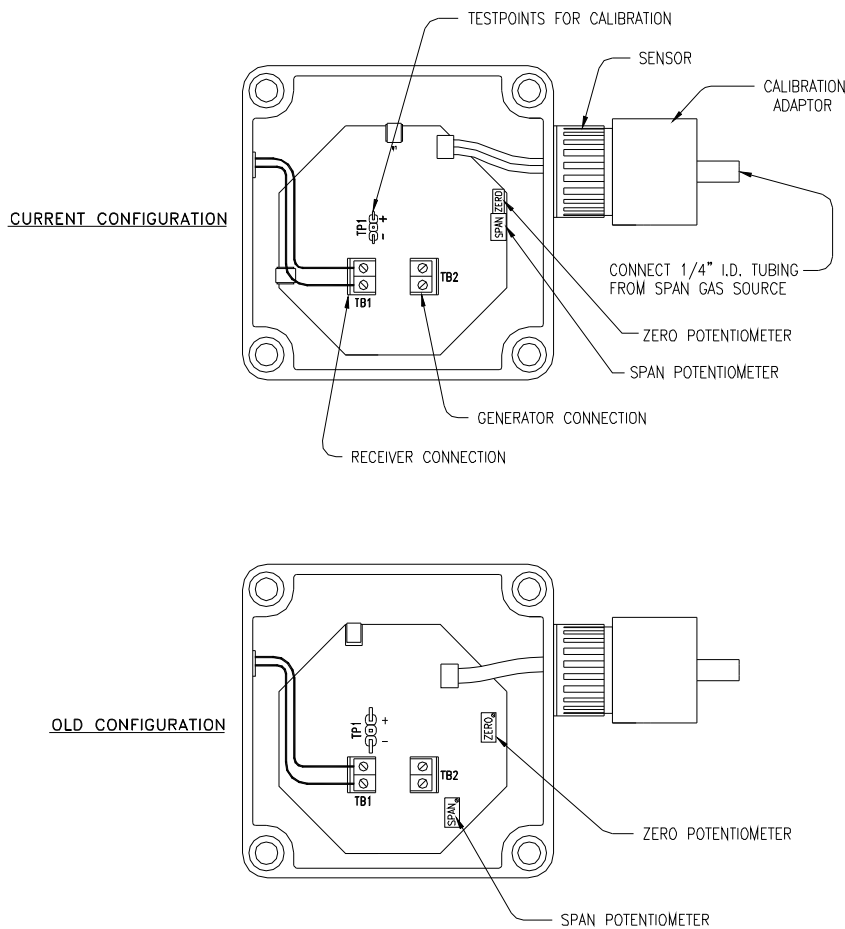 TESTPOINTS FOR CALIBRATION
SENSOR
CALIBRATION
ADAPTOR
CURRENT CONFIGURATION
TP1
+
-
ZERO
SPAN
TB1
TB2
CONNECT 1/4" I.D. TUBING
FROM SPAN GAS SOURCE
ZERO POTENTIOMETER
SPAN POTENTIOMETER
GENERATOR CONNECTION
RECEIVER CONNECTION
OLD CONFIGURATION
TP1
+
-
ZERO
TB1
TB2
SPAN
ZERO POTENTIOMETER
SPAN POTENTIOMETER